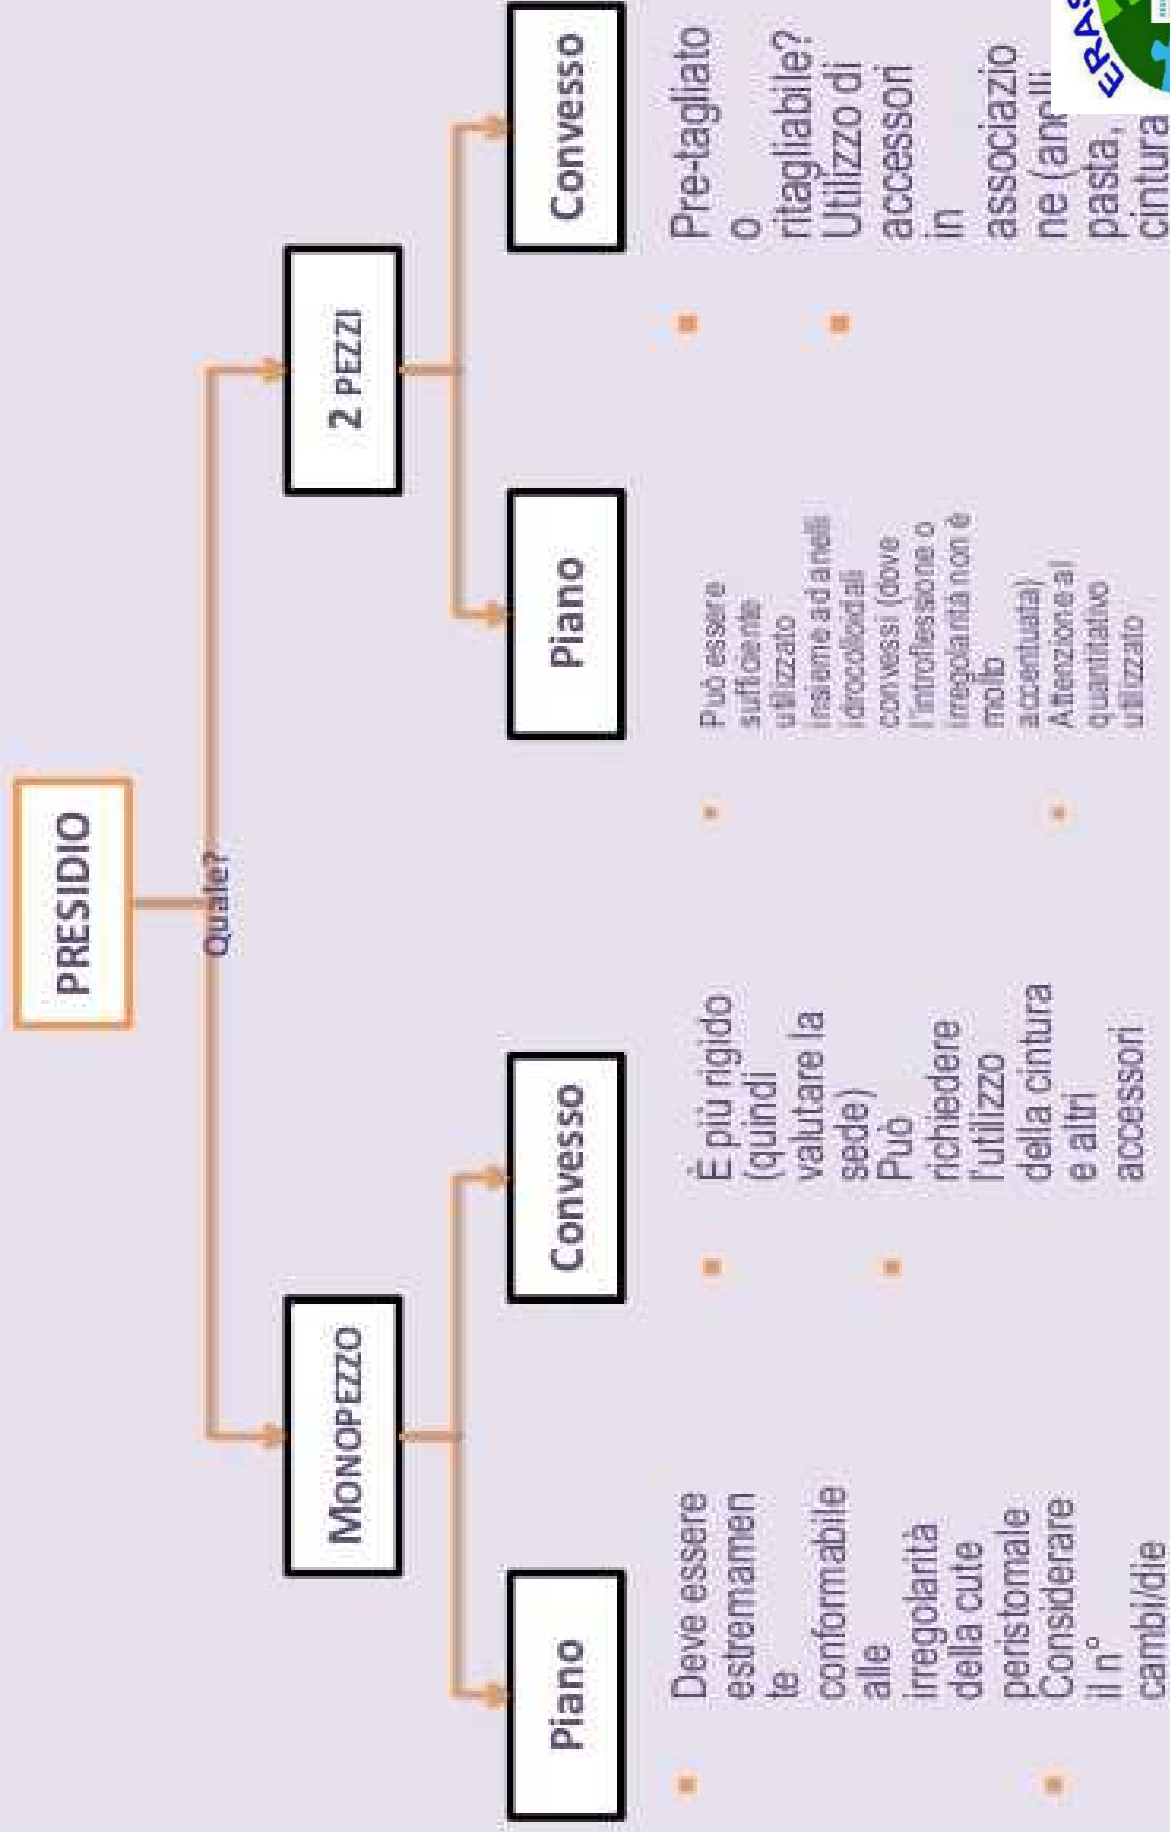 PRESIDIO
Quale?
MONOPEZZO
2 PEZZI
Piano
Convesso
Piano
Convesso
Deve essere
estremamen
te
conformabile
alle
irregolarità
della cute
peristomale
Considerare
il n°
cambi/die
È più rigido
(quindi
valutare la
sede)
Può
richiedere
l'utilizzo
della cintura
e altri
accessori
Può essere
sufficiente
utilizzato
insieme ad anelli
idrocolloidali
convessi (dove
l'introflessione o
irregolarità non è
molto
accentuata)
Attenzione al
quantitativo
utilizzato
Pre-tagliato
o
ritagliabile?
Utilizzo di
accessori
in
associazio
ne (anelli
pasta,
cintura
ERAS